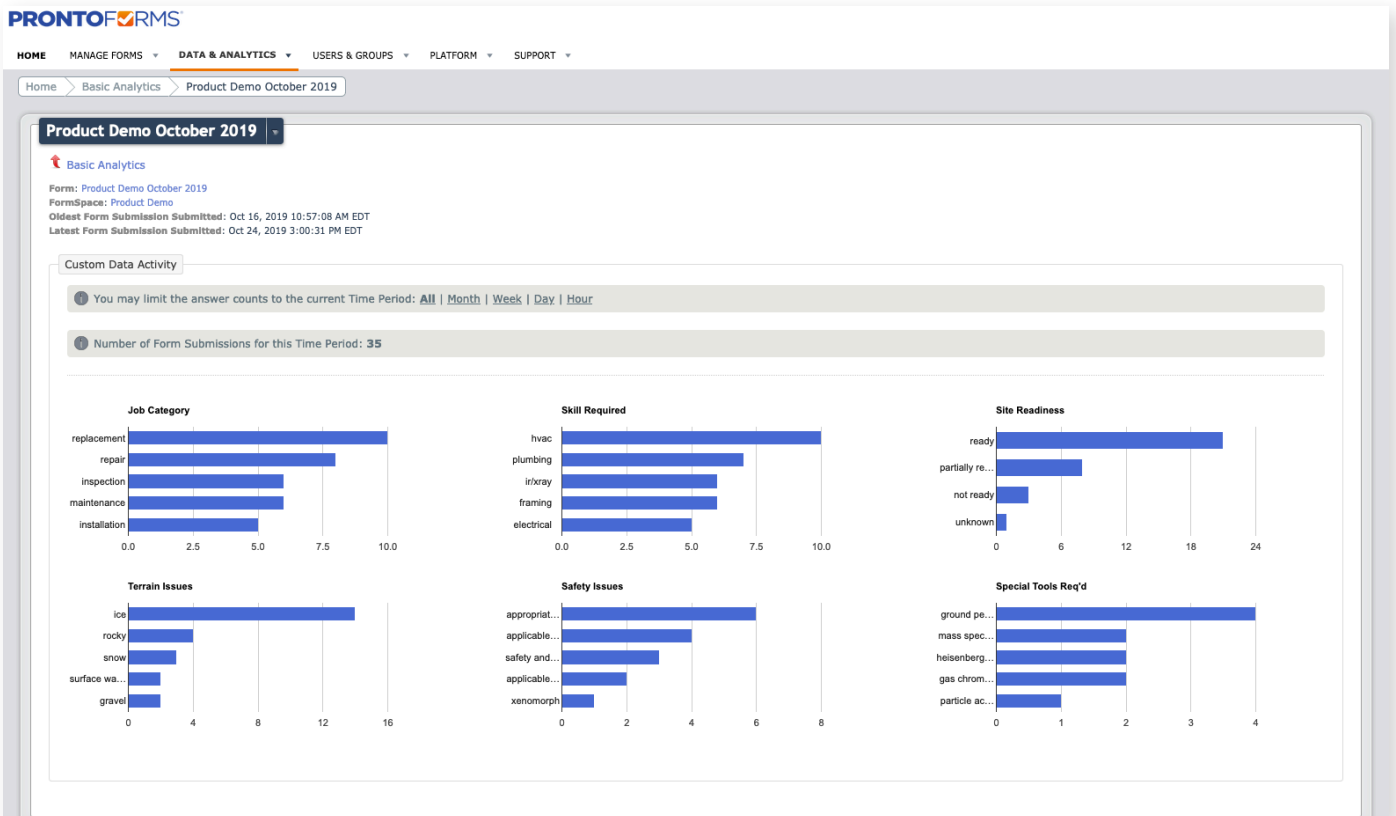 PRONTOFORMS
HOME MANAGE FORMS DATA & ANALYTICS USERS & GROUPS PLATFORM SUPPORT
Home Basic Analytics Product Demo October 2019
Product Demo October 2019
Basic Analytics
Form: Product Demo October 2019
FormSpace: Product Demo
Oldest Form Submission Submitted: Oct 16, 2019 10:57:08 AM EDT
Latest Form Submission Submitted: Oct 24, 2019 3:00:31 PM EDT
Custom Data Activity
You may limit the answer counts to the current Time Period: All | Month | Week | Day | Hour
Number of Form Submissions for this Time Period: 35
Job Category
replacement
repair
inspection
maintenance
installation
0.0 2.5 5.0 7.5 10.0
Skill Required
hvac
plumbing
ir/xray
framing
electrical
0.0 2.5 5.0 7.5 10.0
Site Readiness
ready
partially re...
not ready
unknown
0 6 12 18 24
Terrain Issues
ice
rocky
snow
surface wa...
gravel
0 4 8 12 16
Safety Issues
appropriat...
applicable...
safety and...
applicable...
xenomorph
0 2 4 6 8
Special Tools Req'd
ground pe...
mass spec...
heisenberg...
gas chrom...
particle ac...
0 1 2 3 4